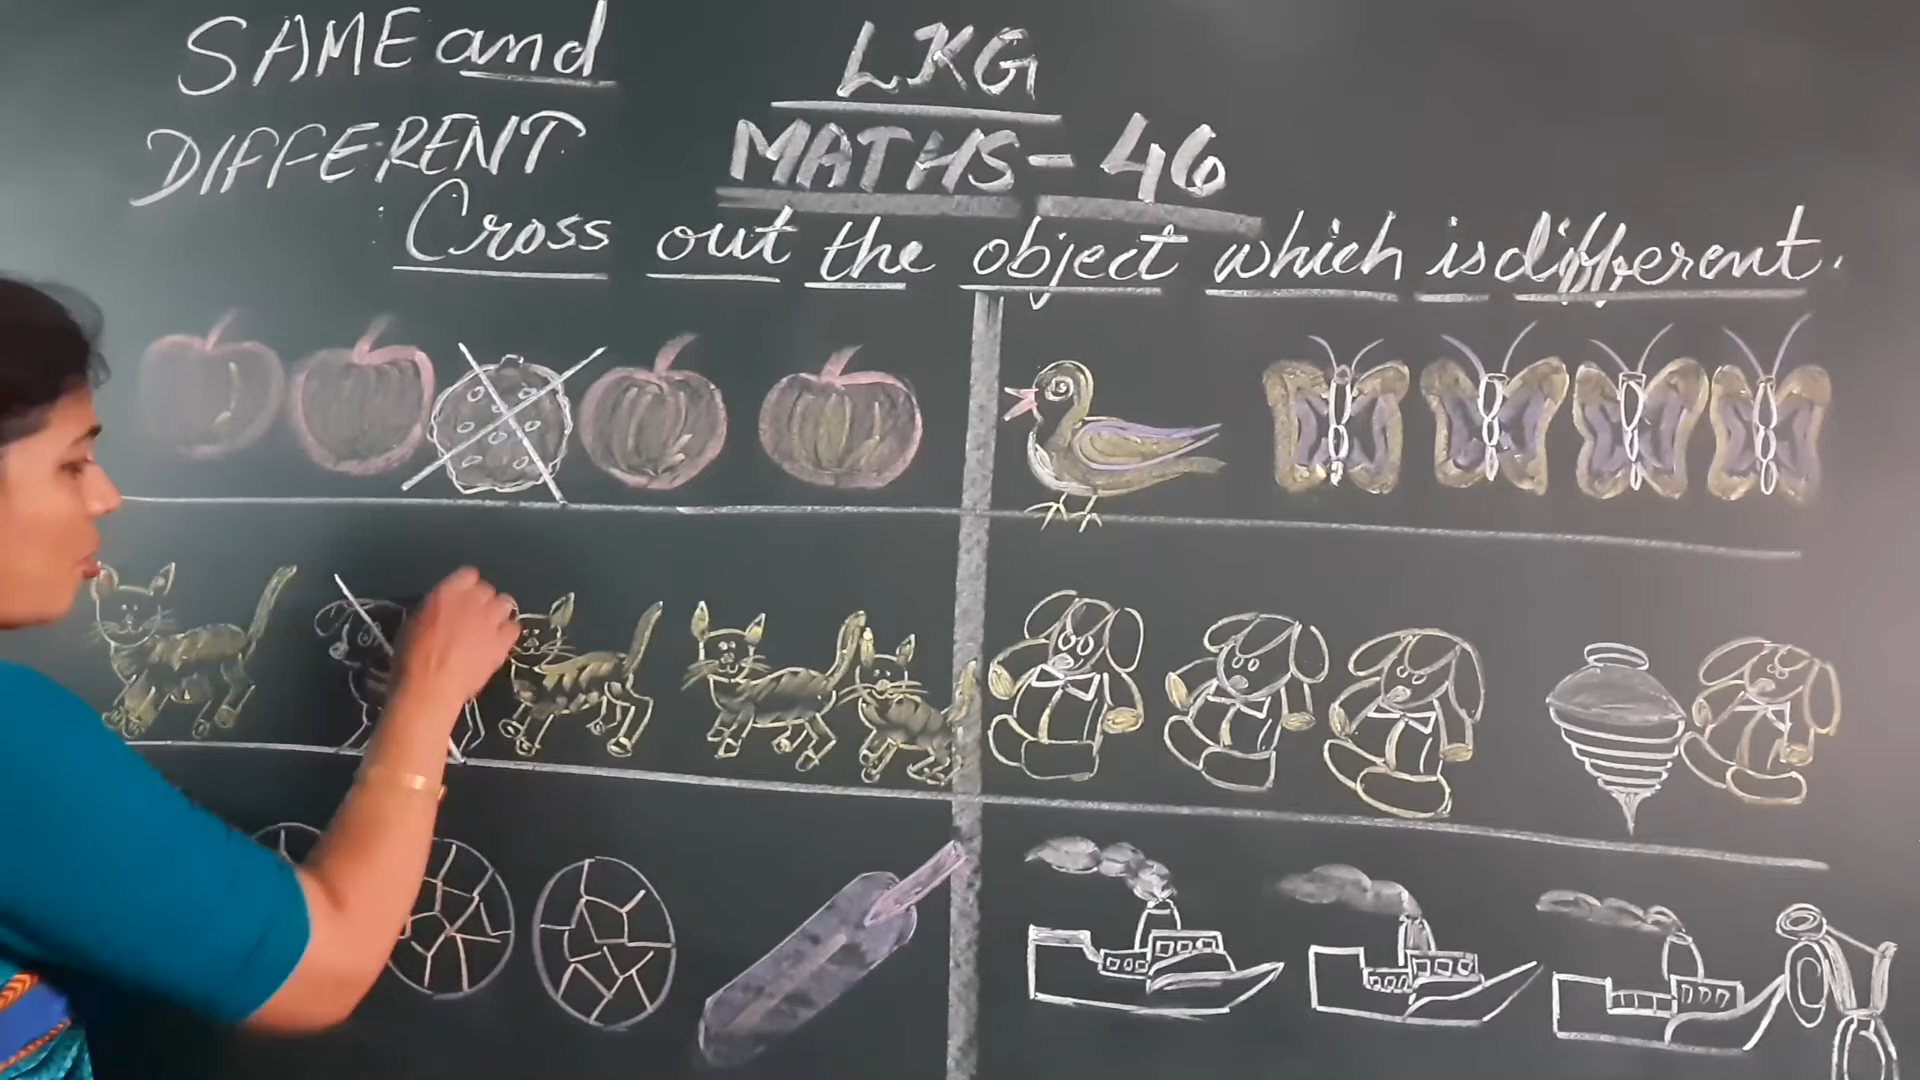 SAME and
DIFFERENT
LKG
MATHS-46
Cross out the object which is different.